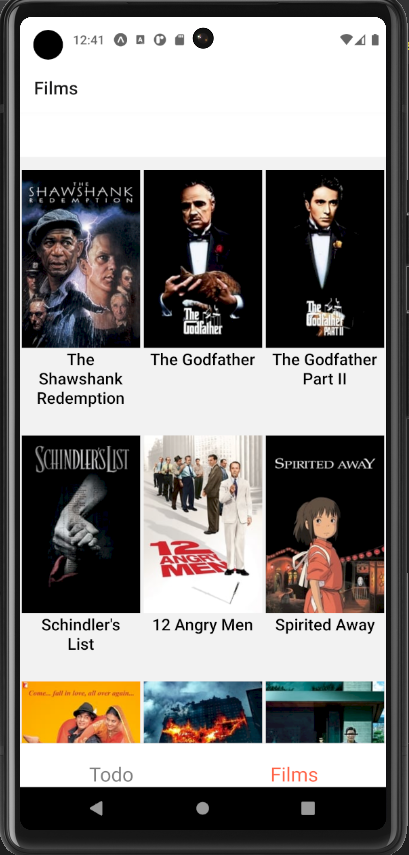 12:41
Films
THE
SHAWSHANK
REDEMPTION
The
Godfather
The
Godfather
PART II
The
Shawshank
Redemption
The Godfather
The Godfather
Part II
SCHINDLER'S LIST
12
ANGRY
MEN
SPIRITED AWAY
Schindler's
List
12 Angry Men
Spirited Away
Come... fall in love, all over again...
Todo
Films